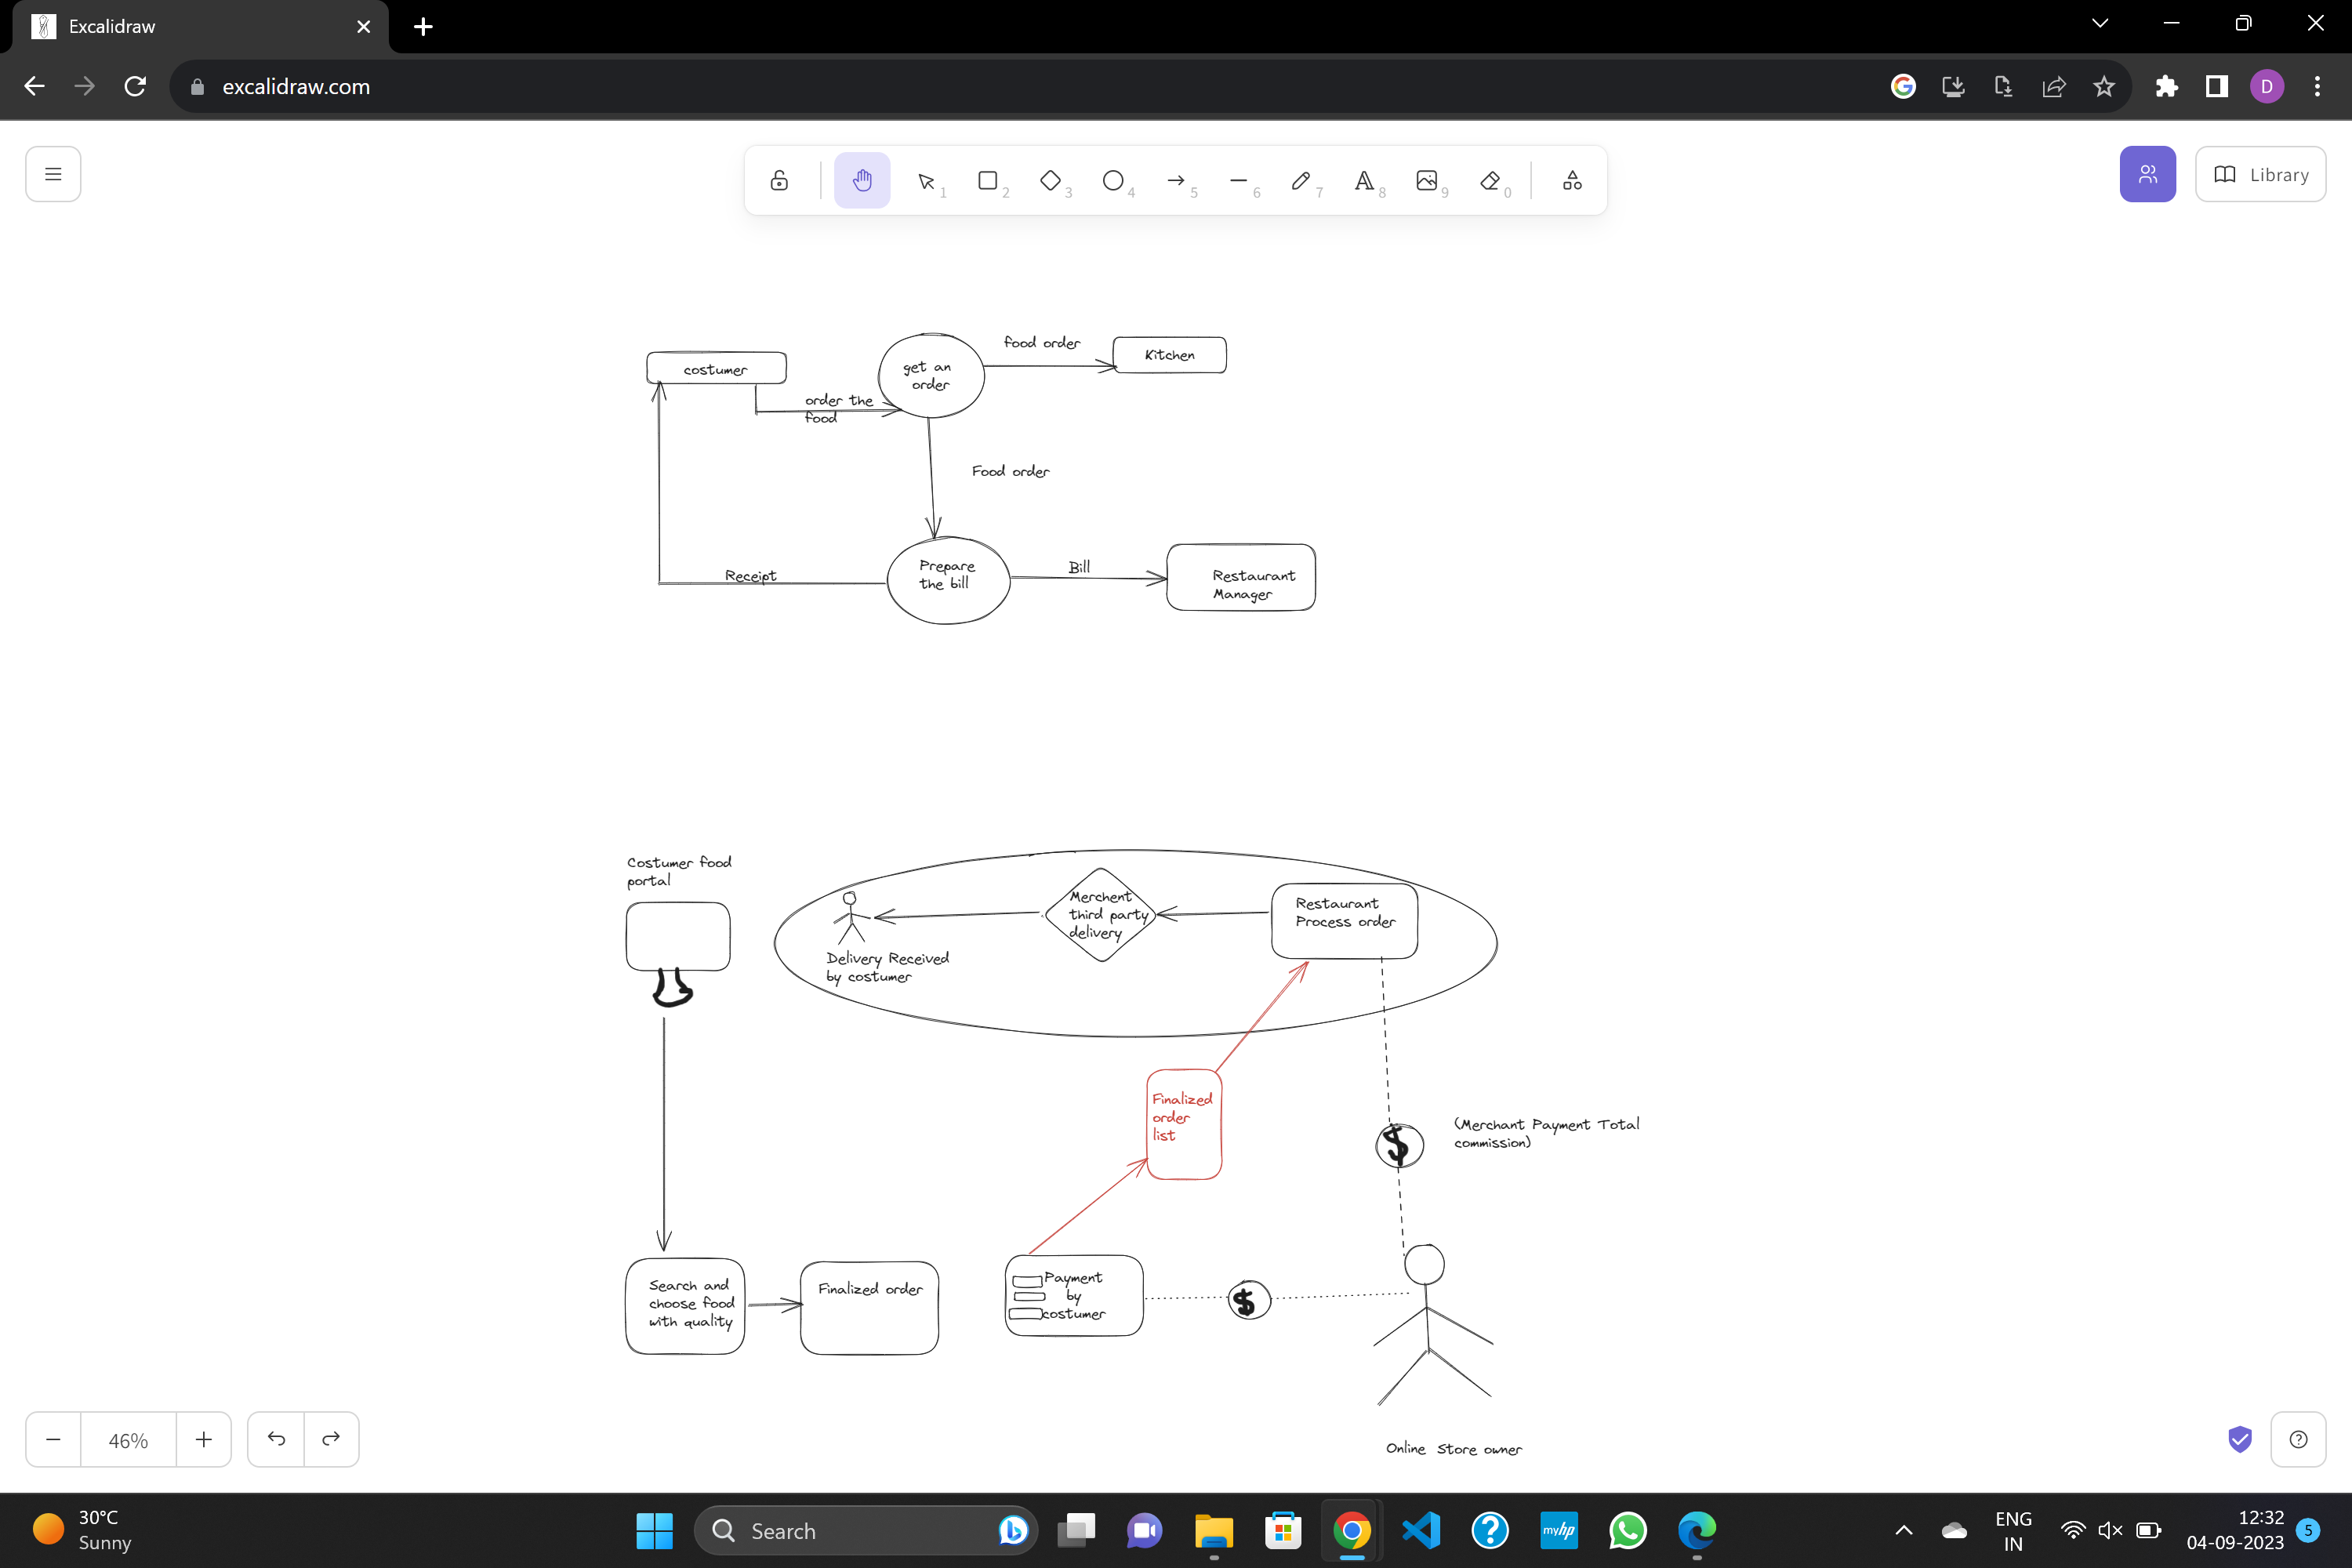 Excalidraw
excalidraw.com
D
1
2
3
4
5
6
7
A
8
9
0
Library
costumer
get an
order
food order
Kitchen
order the
food
Food order
Prepare
the bill
Receipt
Bill
Restaurant
Manager
Costumer food
portal
Merchent
third party
delivery
Restaurant
Process order
Delivery Received
by costumer
Finalized
order
list
$
(Merchant Payment Total
commission)
Search and
choose food
with quality
Finalized order
Payment
by
costumer
$
Online Store owner
46%
30°C
Sunny
Search
myhp
ENG
IN
12:32
04-09-2023
5